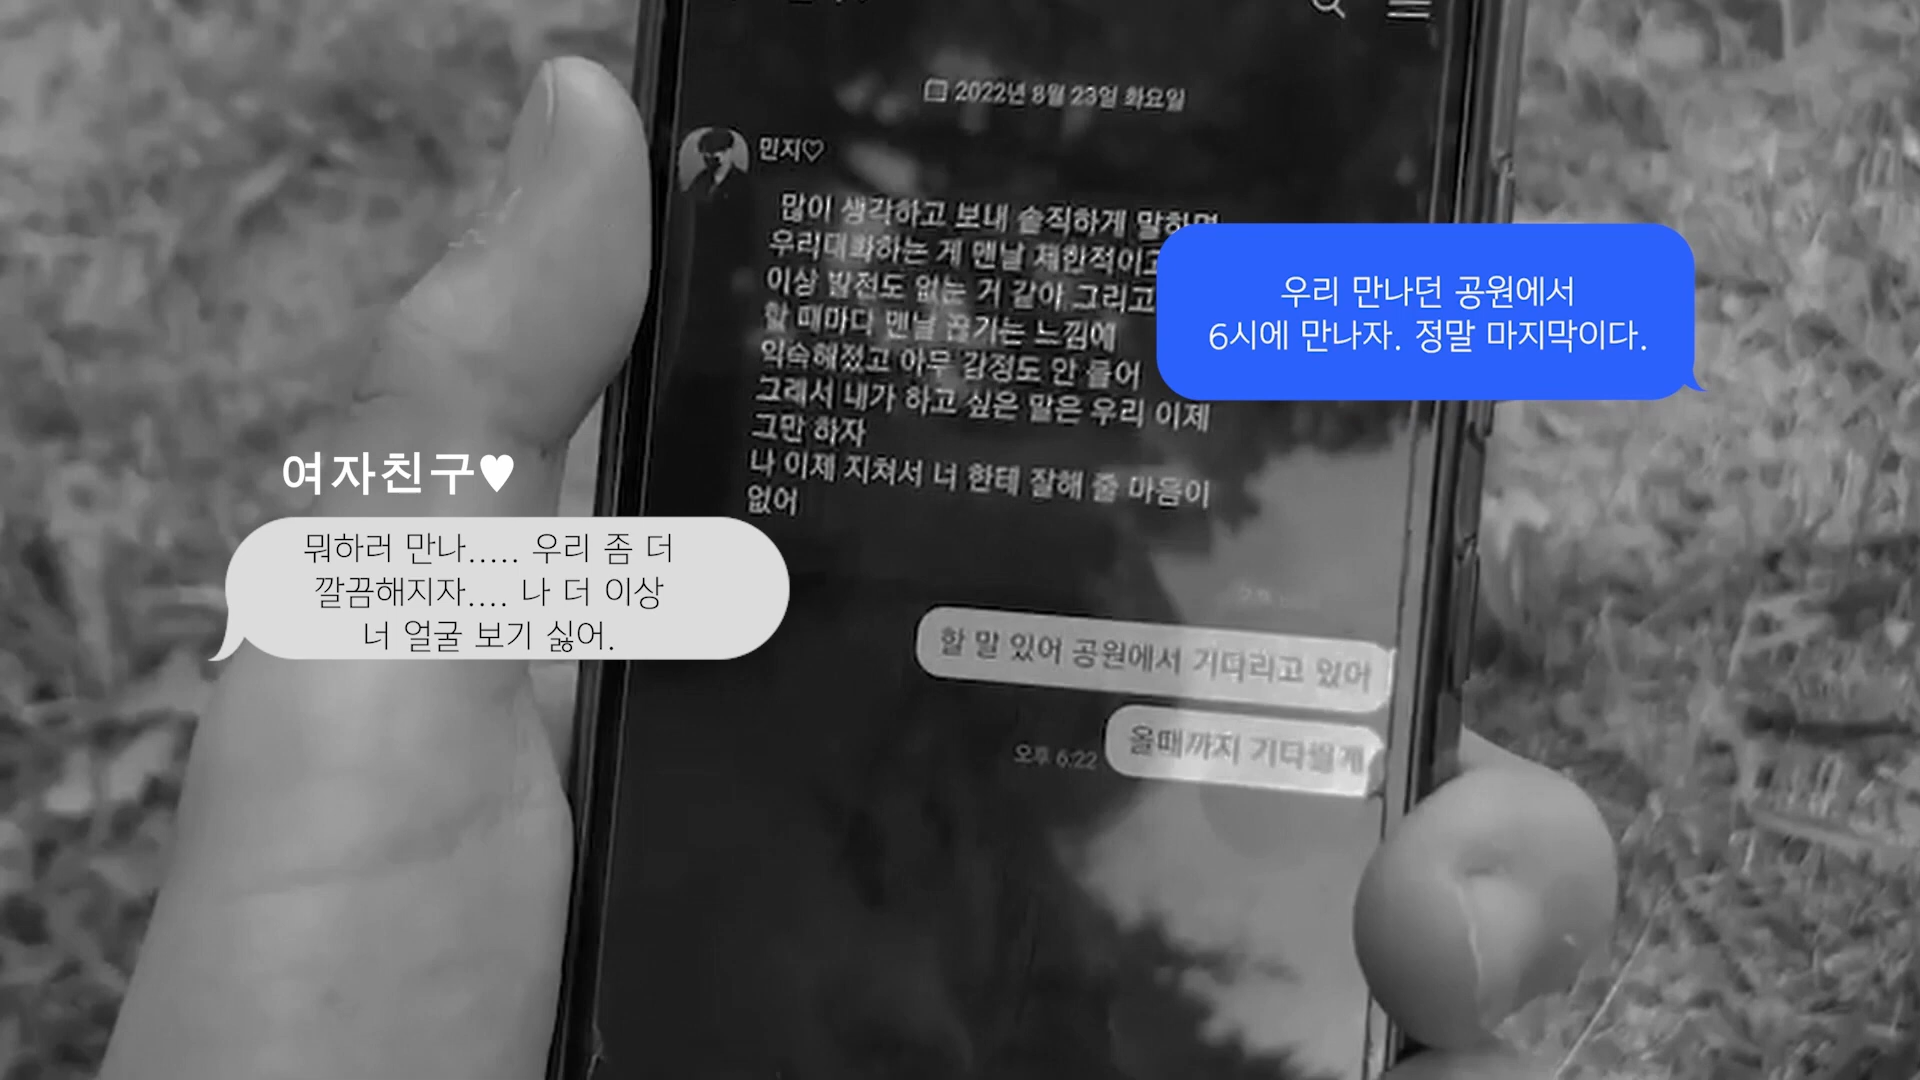 2022년 8월 23일 화요일
민지♡
많이 생각하고 보내 솔직하게 말하면
우리대화하는 게 맨날 제한적이고
이상 발전도 없는 거 같아 그리고
할 때마다 맨날 끊기는 느낌에
익숙해졌고 아무 감정도 안 들어
그래서 내가 하고 싶은 말은 우리 이제
그만 하자
나 이제 지쳐서 너 한테 잘해 줄 마음이
없어
우리 만나던 공원에서
6시에 만나자. 정말 마지막이다.
여자친구♥
뭐하러 만나..... 우리 좀 더
깔끔해지자.... 나 더 이상
너 얼굴 보기 싫어.
할 말 있어 공원에서 기다리고 있어
올때까지 기다릴게
오후 6:22